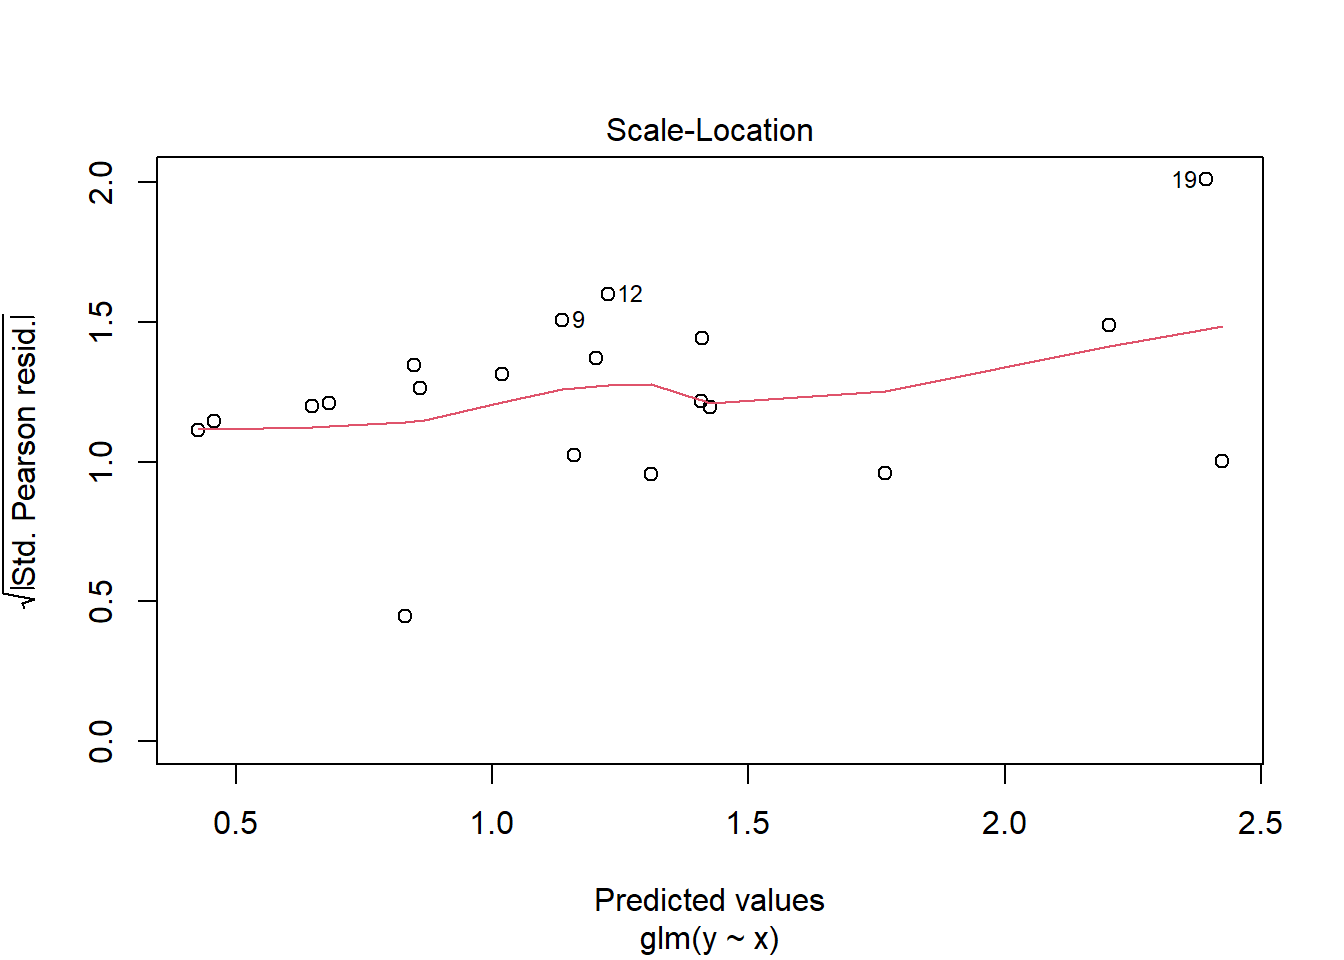 Scale-Location
√|Std. Pearson resid.|
2.0
1.5
1.0
0.5
0.0
19
12
9
0.5 1.0 1.5 2.0 2.5
Predicted values
glm(y ~ x)